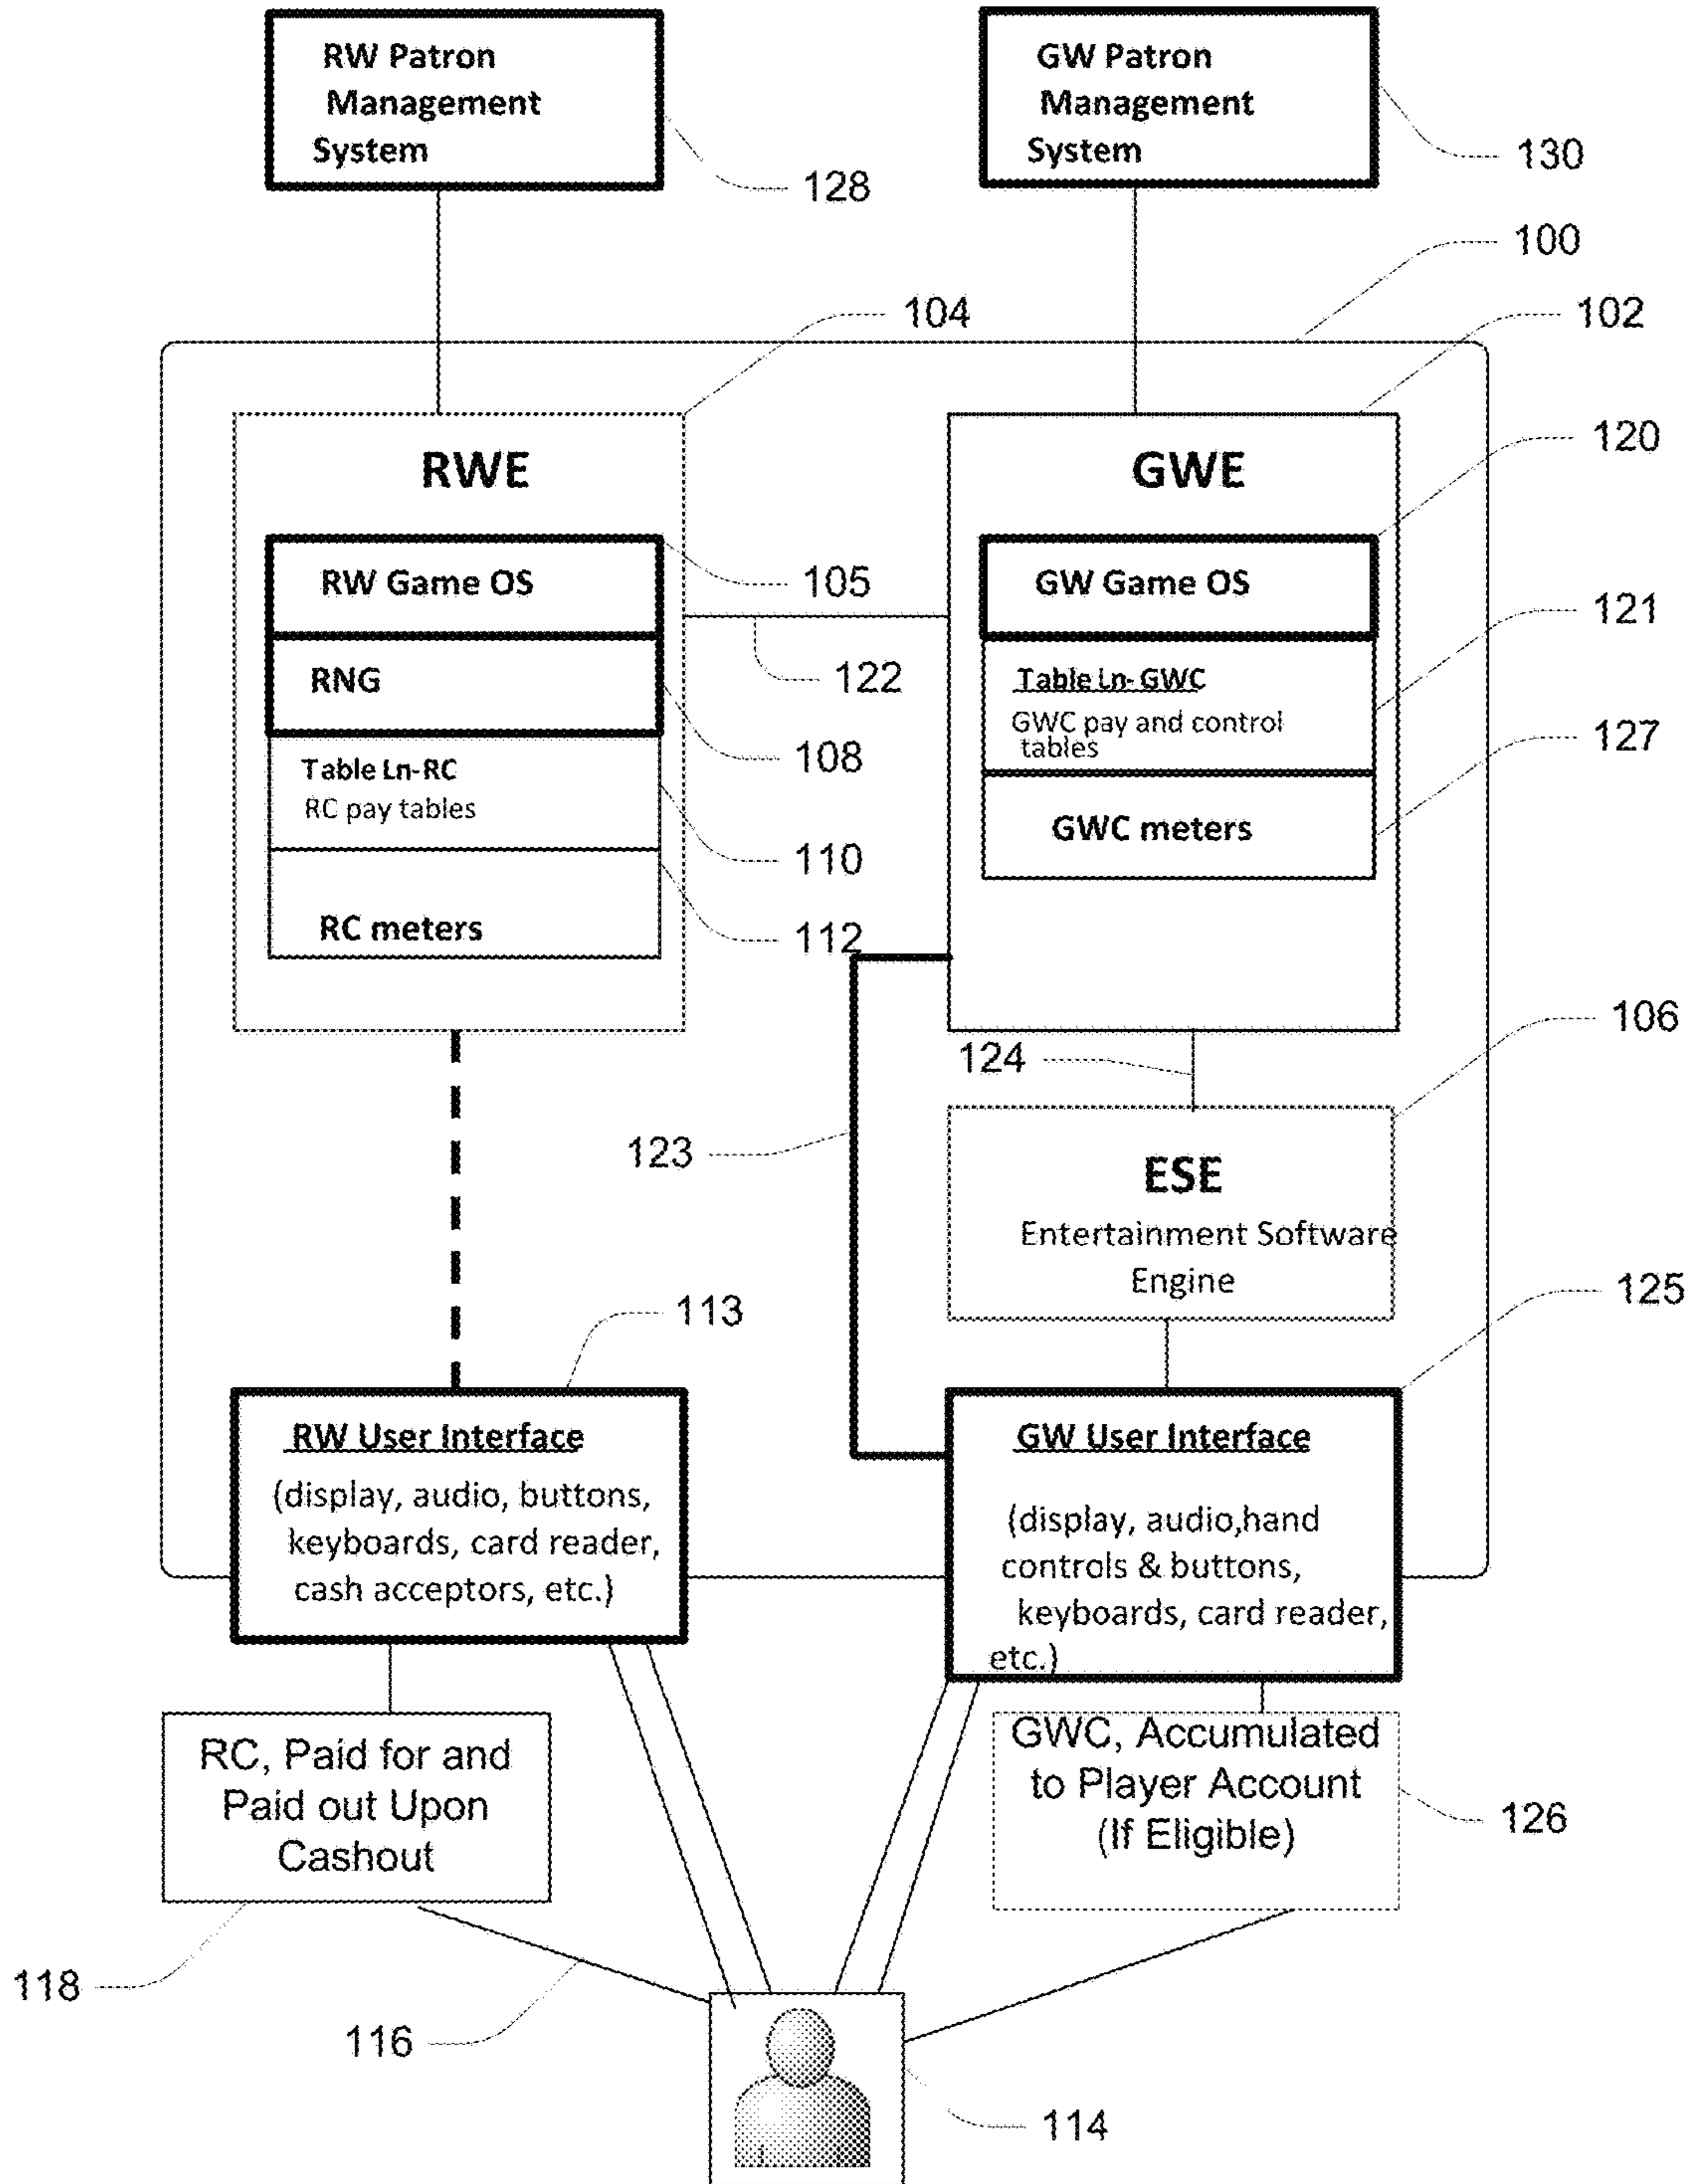 RW Patron
Management
System
128
GW Patron
Management
System
130
100
104
102
RWE
RW Game OS
105
RNG
108
Table Ln-RC
RC pay tables
110
RC meters
112
122
GWE
120
GW Game OS
121
Table Ln-GWC
GWC pay and control
tables
127
GWC meters
124
106
123
ESE
Entertainment Software
Engine
113
125
RW User Interface
(display, audio, buttons,
keyboards, card reader,
cash acceptors, etc.)
GW User Interface
(display, audio,hand
controls & buttons,
keyboards, card reader,
etc.)
RC, Paid for and
Paid out Upon
Cashout
118
GWC, Accumulated
to Player Account
(If Eligible)
126
116
114